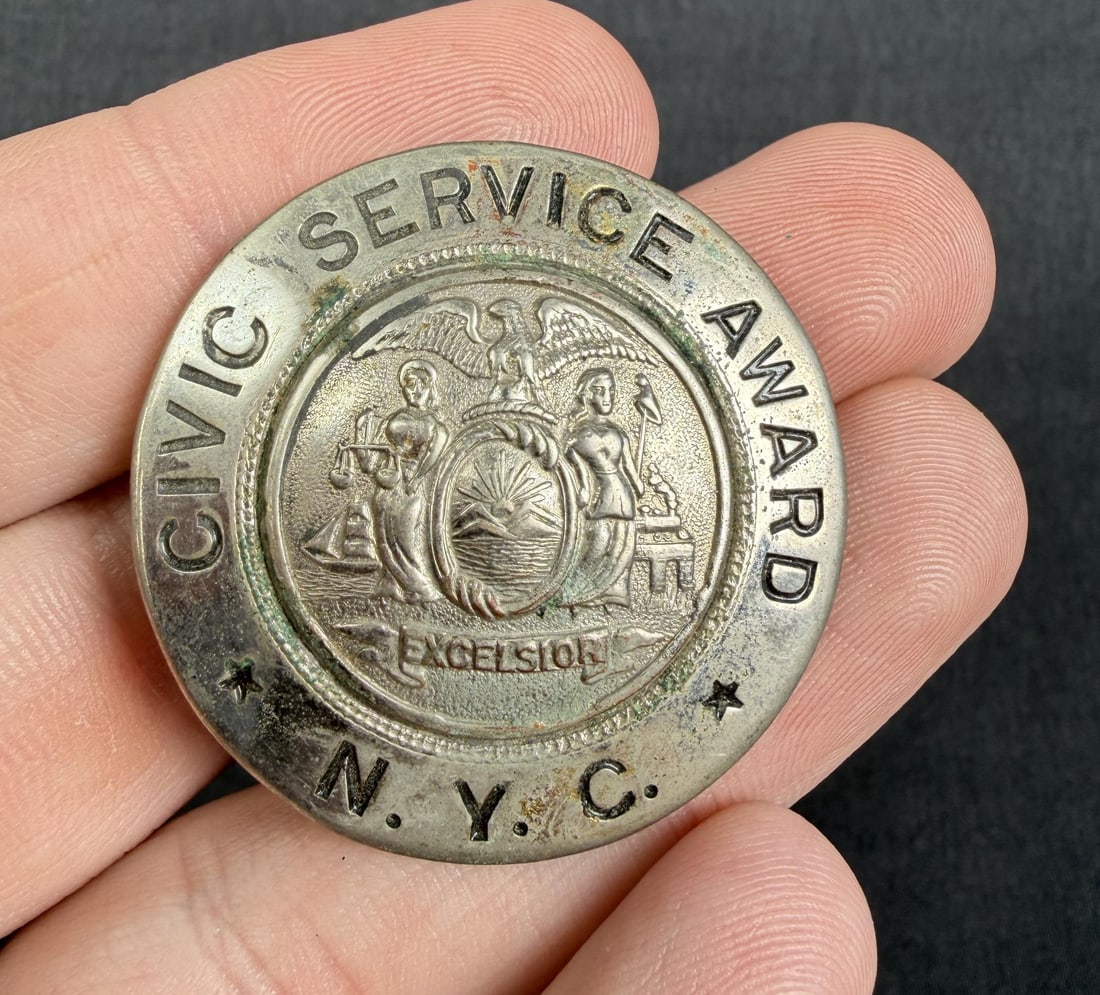 CIVIC SERVICE AWARD
EXCELSIOR
★ N.Y.C. ★